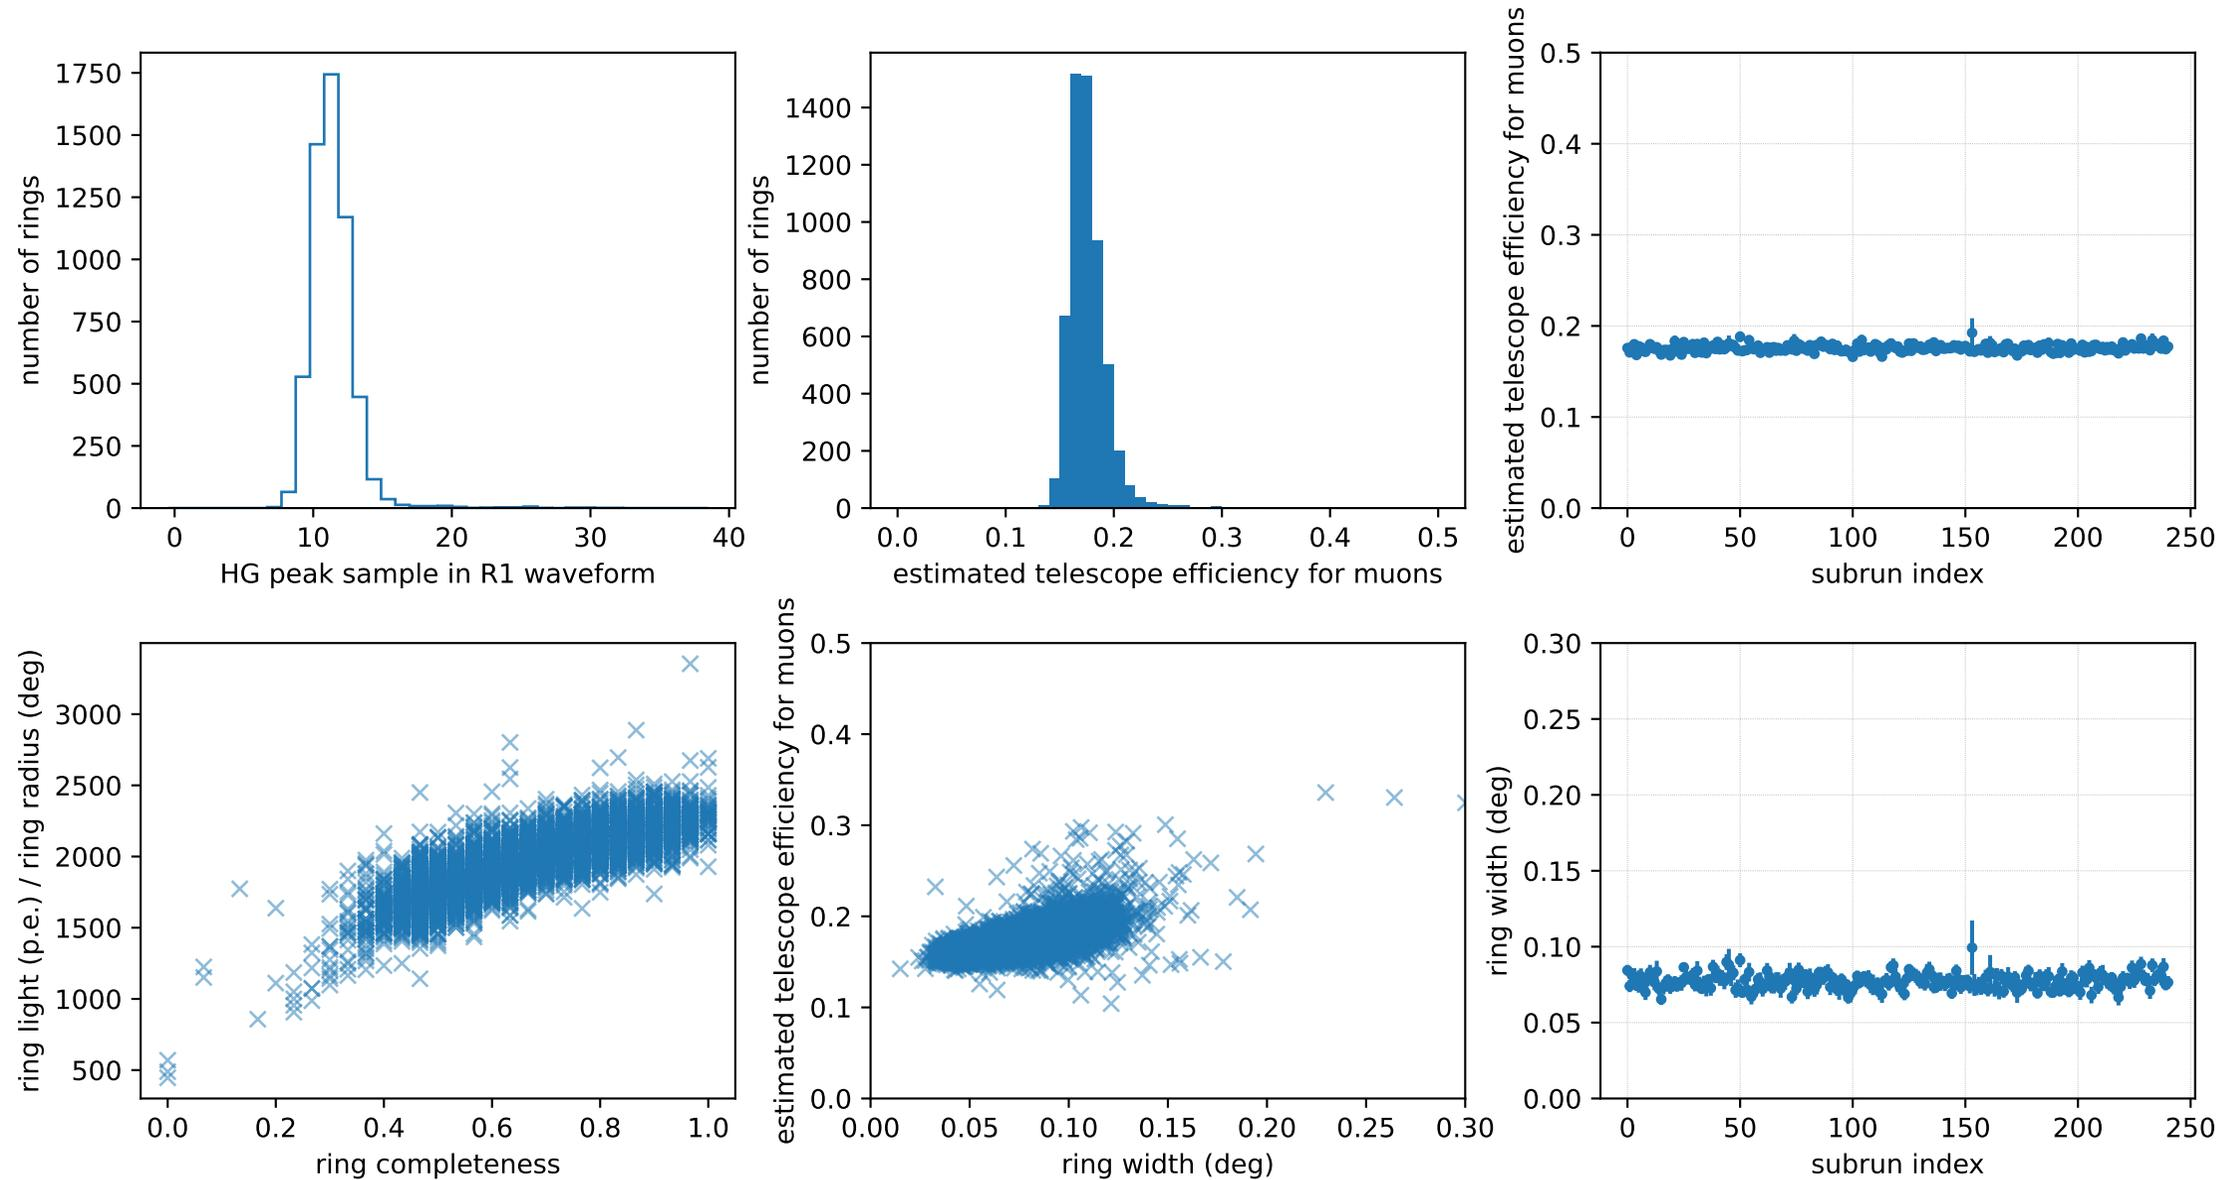 1750
1500
1250
1000
750
500
250
0
number of rings
0 10 20 30 40
HG peak sample in R1 waveform
1400
1200
1000
800
600
400
200
0
number of rings
0.0 0.1 0.2 0.3 0.4 0.5
estimated telescope efficiency for muons
0.5
0.4
0.3
0.2
0.1
0.0
estimated telescope efficiency for muons
0 50 100 150 200 250
subrun index
3000
2500
2000
1500
1000
500
ring light (p.e.) / ring radius (deg)
0.0 0.2 0.4 0.6 0.8 1.0
ring completeness
0.5
0.4
0.3
0.2
0.1
0.0
estimated telescope efficiency for muons
0.00 0.05 0.10 0.15 0.20 0.25 0.30
ring width (deg)
0.30
0.25
0.20
0.15
0.10
0.05
0.00
ring width (deg)
0 50 100 150 200 250
subrun index